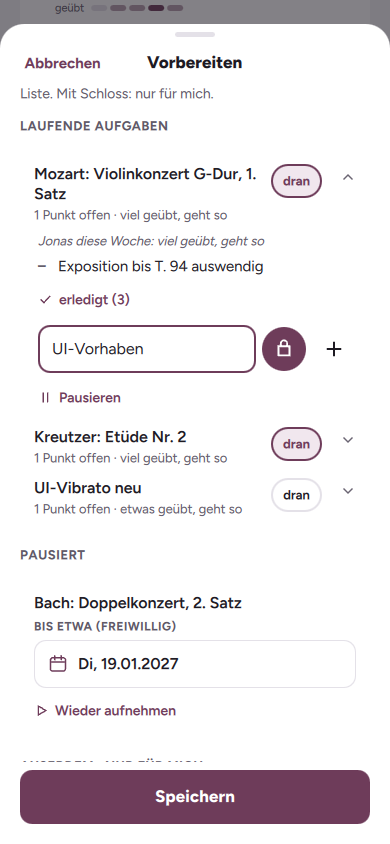 geübt
Abbrechen
Vorbereiten
Liste. Mit Schloss: nur für mich.
LAUFENDE AUFGABEN
Mozart: Violinkonzert G-Dur, 1.
Satz
dran
1 Punkt offen · viel geübt, geht so
Jonas diese Woche: viel geübt, geht so
– Exposition bis T. 94 auswendig
erledigt (3)
UI-Vorhaben
Pausieren
Kreutzer: Etüde Nr. 2
dran
1 Punkt offen · viel geübt, geht so
UI-Vibrato neu
dran
1 Punkt offen · etwas geübt, geht so
PAUSIERT
Bach: Doppelkonzert, 2. Satz
BIS ETWA (FREIWILLIG)
Di, 19.01.2027
Wieder aufnehmen
Speichern